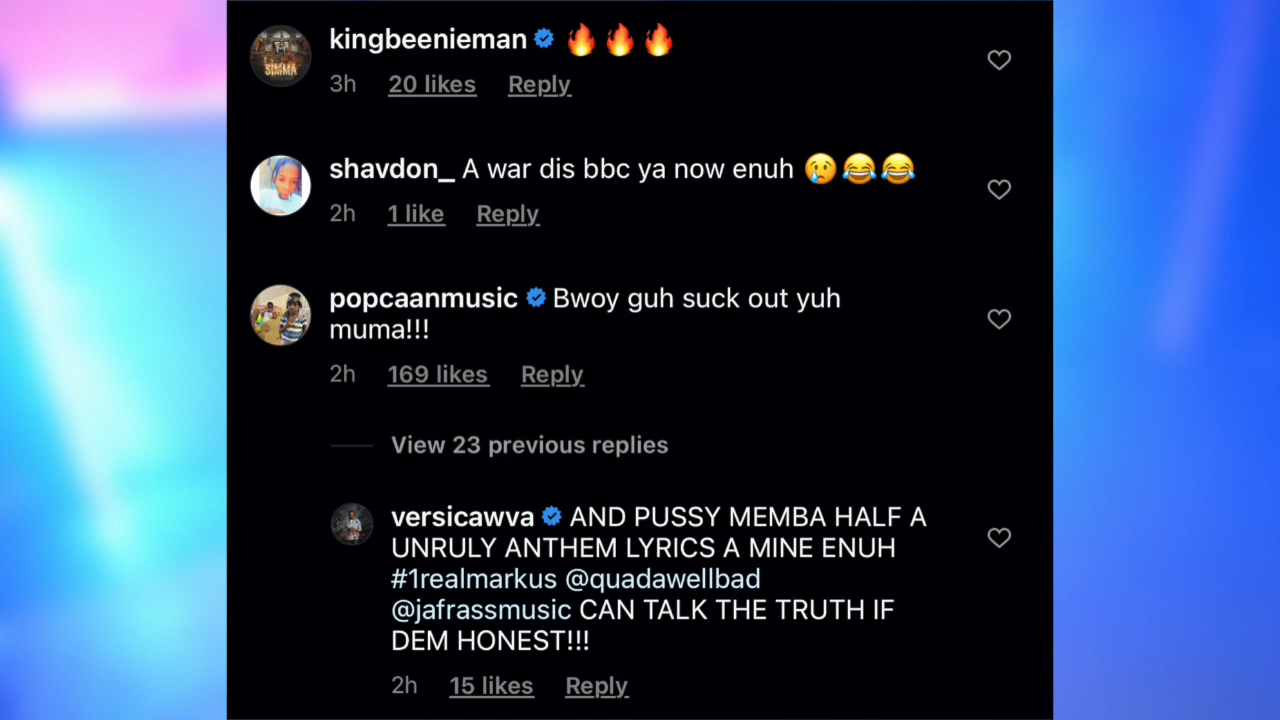 kingbeenieman 🔥🔥🔥
3h 20 likes Reply
shavdon_ A war dis bbc ya now enuh 😢😂😂
2h 1 like Reply
popcaanmusic Bwoy guh suck out yuh
muma!!!
2h 169 likes Reply
View 23 previous replies
versicawva AND PUSSY MEMBA HALF A
UNRULY ANTHEM LYRICS A MINE ENUH
#1realmarkus @quadawellbad
@jafrassmusic CAN TALK THE TRUTH IF
DEM HONEST!!!
2h 15 likes Reply
SIMMA